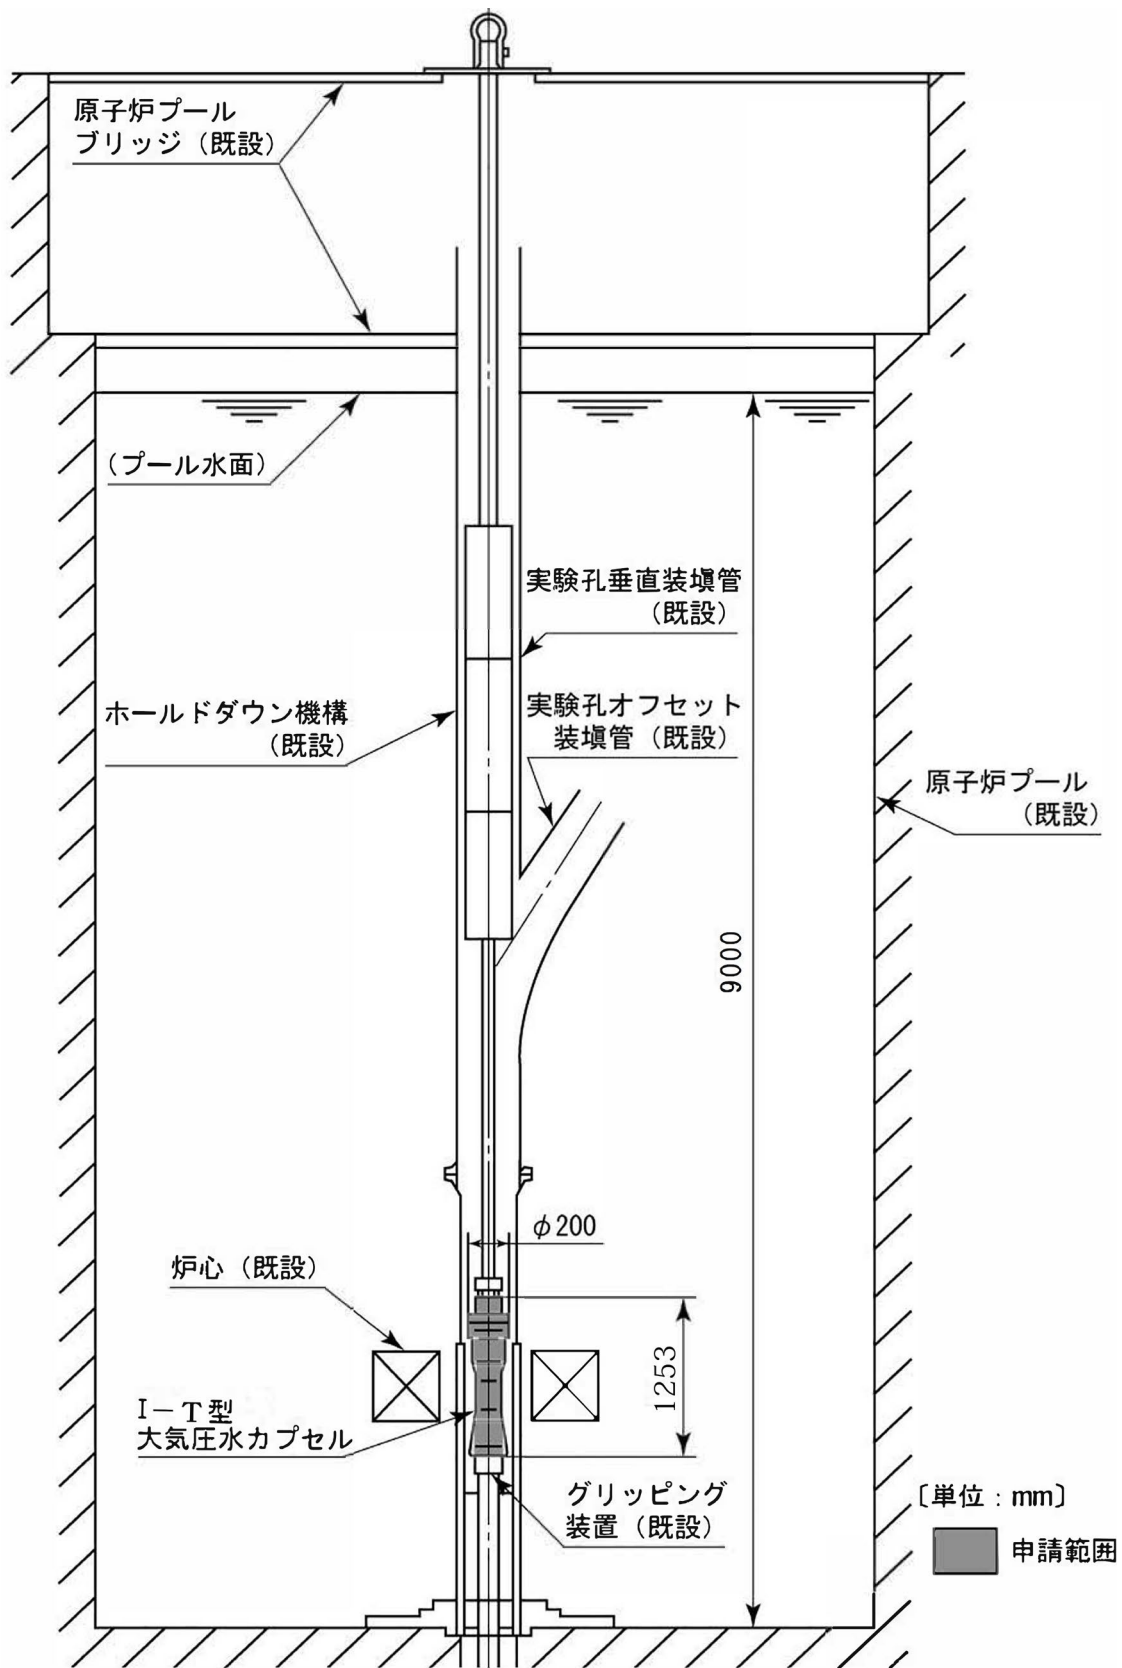 原子炉プール
ブリッジ（既設）
（プール水面）
実験孔垂直装塡管
（既設）
ホールドダウン機構
（既設）
実験孔オフセット
装塡管（既設）
原子炉プール
（既設）
9000
φ200
炉心（既設）
1253
I－T型
大気圧水カプセル
グリッピング
装置（既設）
〔単位：mm〕
申請範囲